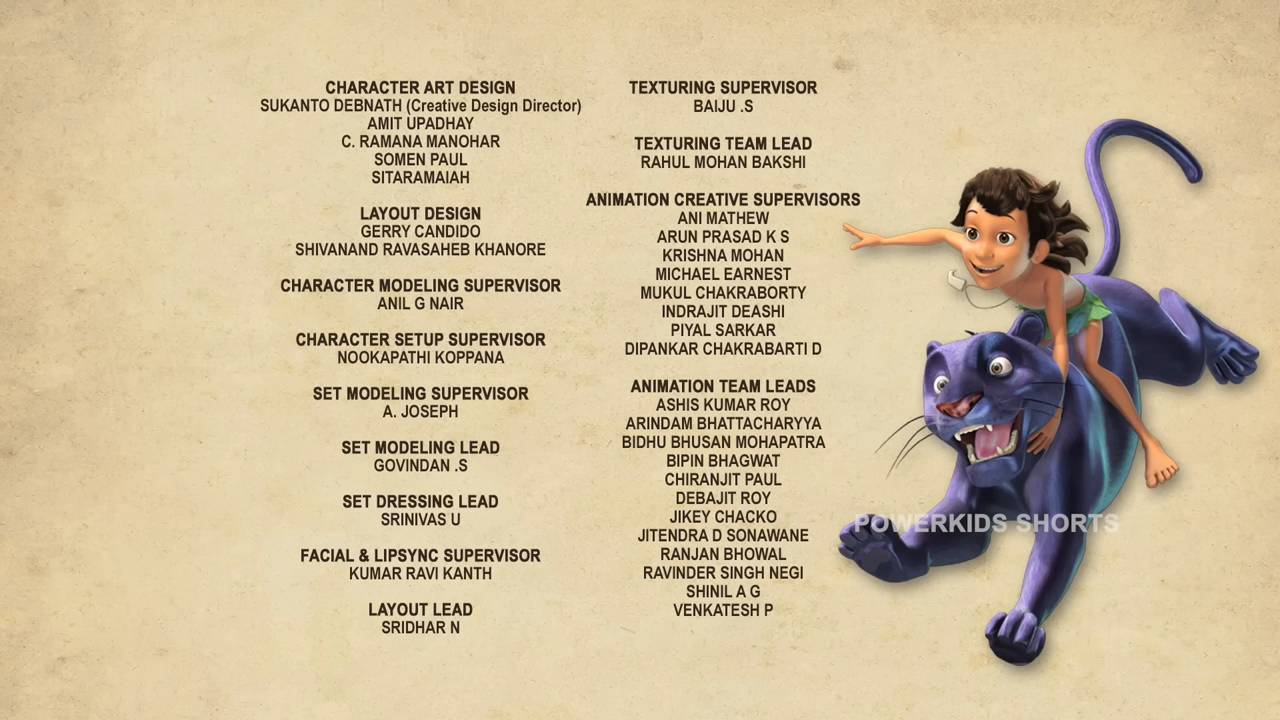 CHARACTER ART DESIGN
SUKANTO DEBNATH (Creative Design Director)
AMIT UPADHAY
C. RAMANA MANOHAR
SOMEN PAUL
SITARAMAIAH
LAYOUT DESIGN
GERRY CANDIDO
SHIVANAND RAVASAHEB KHANORE
CHARACTER MODELING SUPERVISOR
ANIL G NAIR
CHARACTER SETUP SUPERVISOR
NOOKAPATHI KOPPANA
SET MODELING SUPERVISOR
A. JOSEPH
SET MODELING LEAD
GOVINDAN .S
SET DRESSING LEAD
SRINIVAS U
FACIAL & LIPSYNC SUPERVISOR
KUMAR RAVI KANTH
LAYOUT LEAD
SRIDHAR N
TEXTURING SUPERVISOR
BAIJU .S
TEXTURING TEAM LEAD
RAHUL MOHAN BAKSHI
ANIMATION CREATIVE SUPERVISORS
ANI MATHEW
ARUN PRASAD K S
KRISHNA MOHAN
MICHAEL EARNEST
MUKUL CHAKRABORTY
INDRAJIT DEASHI
PIYAL SARKAR
DIPANKAR CHAKRABARTI D
ANIMATION TEAM LEADS
ASHIS KUMAR ROY
ARINDAM BHATTACHARYYA
BIDHU BHUSAN MOHAPATRA
BIPIN BHAGWAT
CHIRANJIT PAUL
DEBAJIT ROY
JIKEY CHACKO
JITENDRA D SONAWANE
RANJAN BHOWAL
RAVINDER SINGH NEGI
SHINIL A G
VENKATESH P
POWERKIDS SHORTS